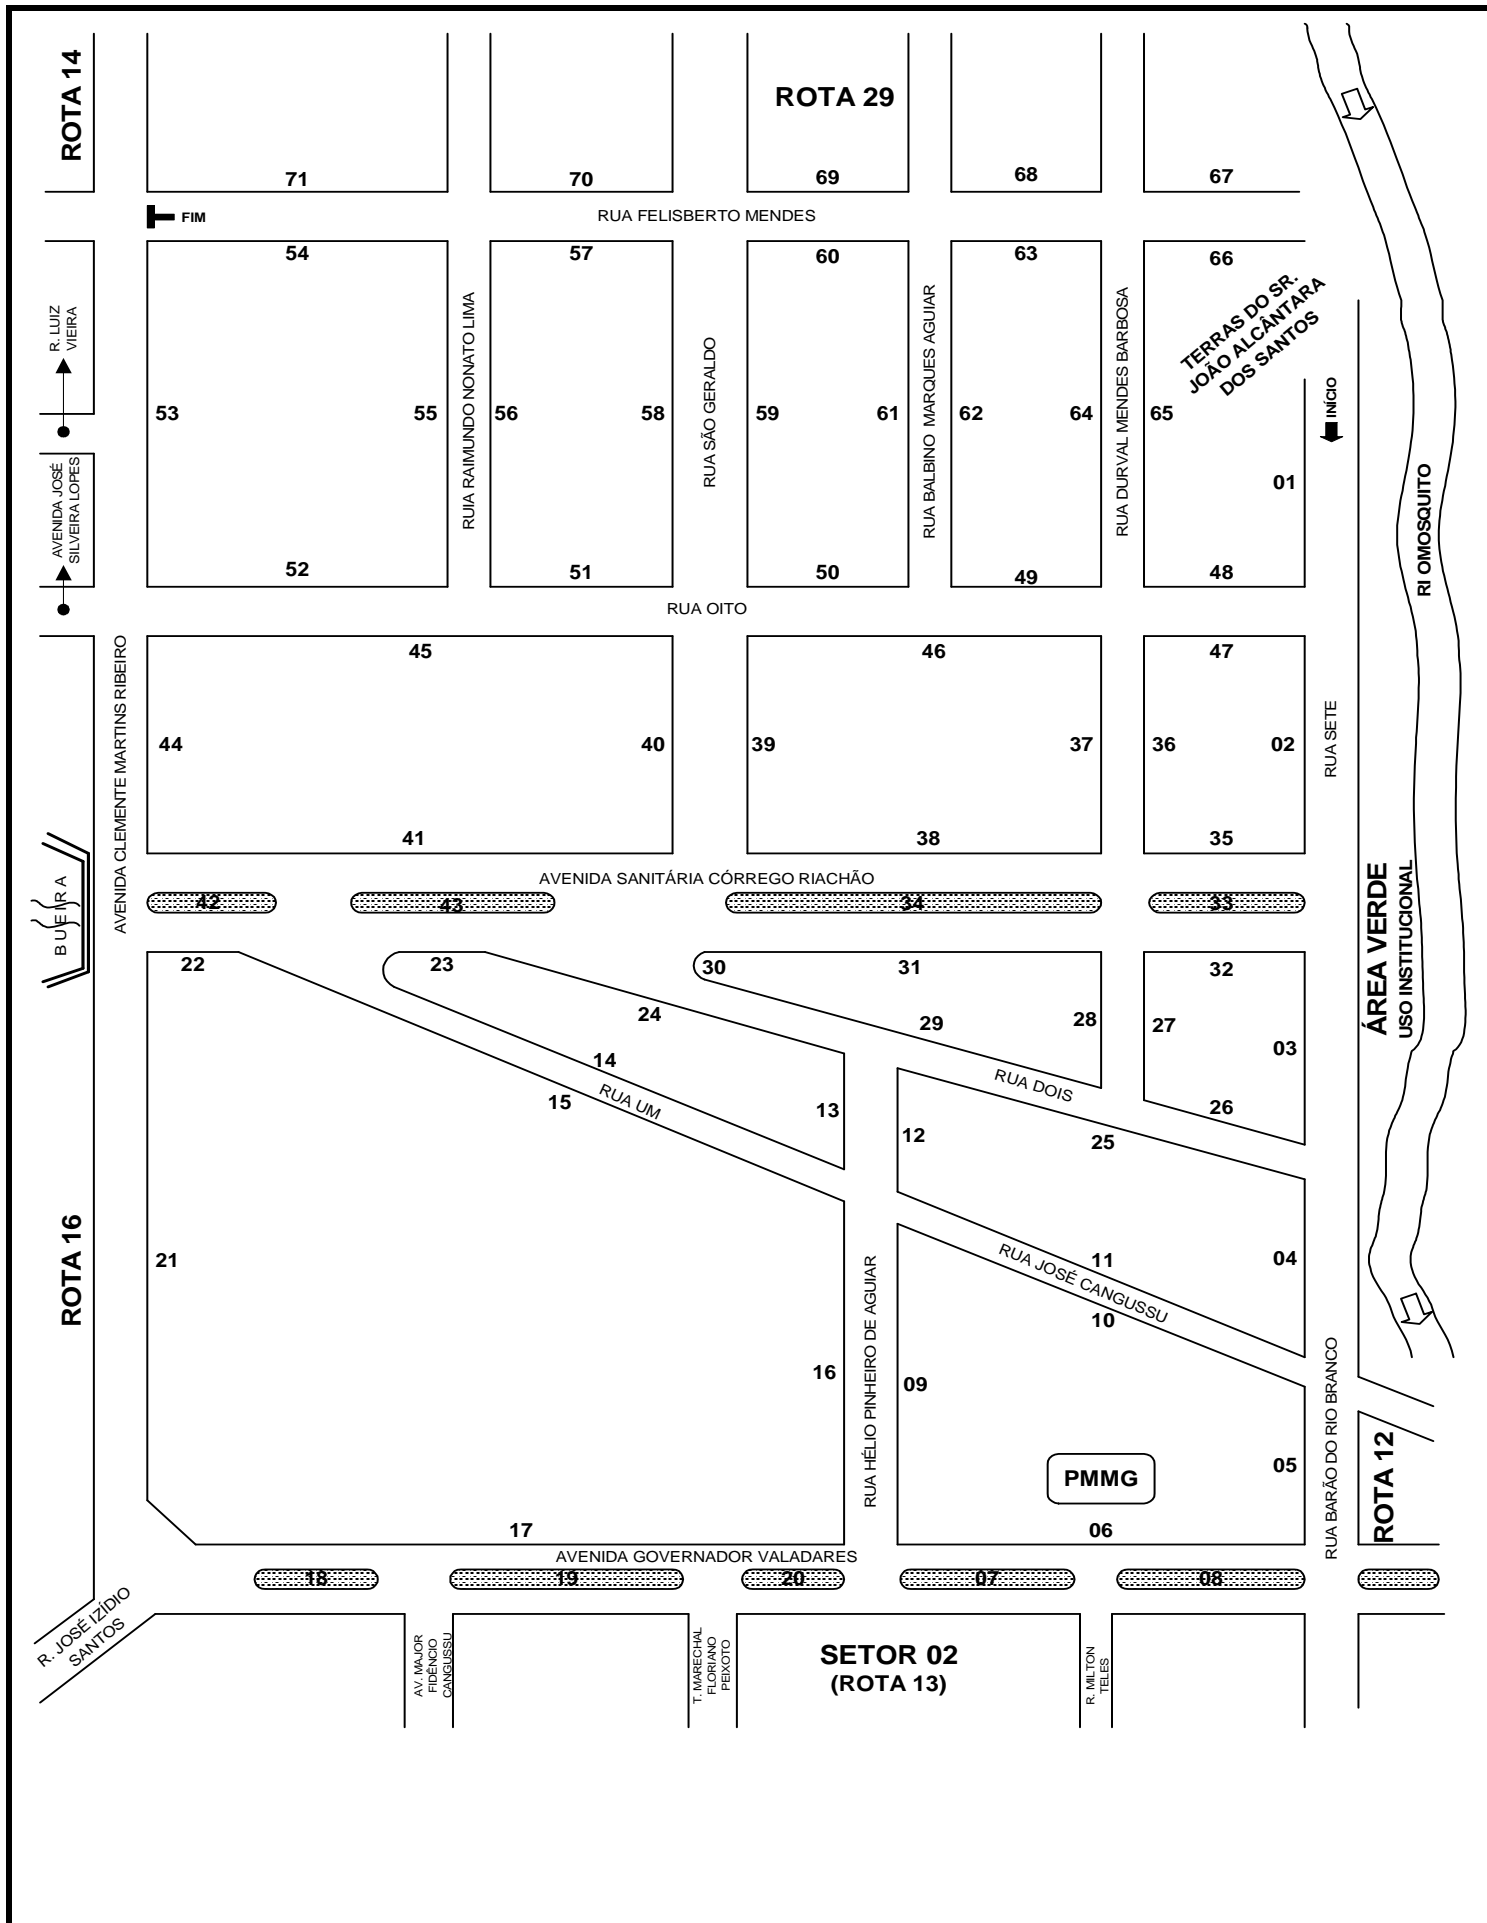 ROTA 14
ROTA 29
71
70
69
68
67
FIM
RUA FELISBERTO MENDES
54
57
60
63
66
TERRAS DO SR.
JOÃO ALCÂNTARA
DOS SANTOS
R. LUIZ
VIEIRA
RUIA RAIMUNDO NONATO LIMA
RUA SÃO GERALDO
RUA BALBINO MARQUES AGUIAR
RUA DURVAL MENDES BARBOSA
INÍCIO
53
55
56
58
59
61
62
64
65
01
AVENIDA JOSÉ
SILVEIRA LOPES
RI OMOSQUITO
52
51
50
49
48
RUA OITO
45
46
47
AVENIDA CLEMENTE MARTINS RIBEIRO
44
40
39
37
36
02
RUA SETE
41
38
35
AVENIDA SANITÁRIA CÓRREGO RIACHÃO
42
43
34
33
BUEIRA
ÁREA VERDE
USO INSTITUCIONAL
22
23
30
31
32
24
29
28
27
03
14
15
RUA UM
13
12
RUA DOIS
26
25
ROTA 16
21
11
04
RUA JOSÉ CANGUSSU
10
RUA HÉLIO PINHEIRO DE AGUIAR
16
09
RUA BARÃO DO RIO BRANCO
05
PMMG
ROTA 12
17
06
AVENIDA GOVERNADOR VALADARES
18
19
20
07
08
R. JOSÉ IZÍDIO
SANTOS
AV. MAJOR
FIDÊNCIO
CANGUSSU
T. MARECHAL
FLORIANO
PEIXOTO
SETOR 02
(ROTA 13)
R. MILTON
TELES